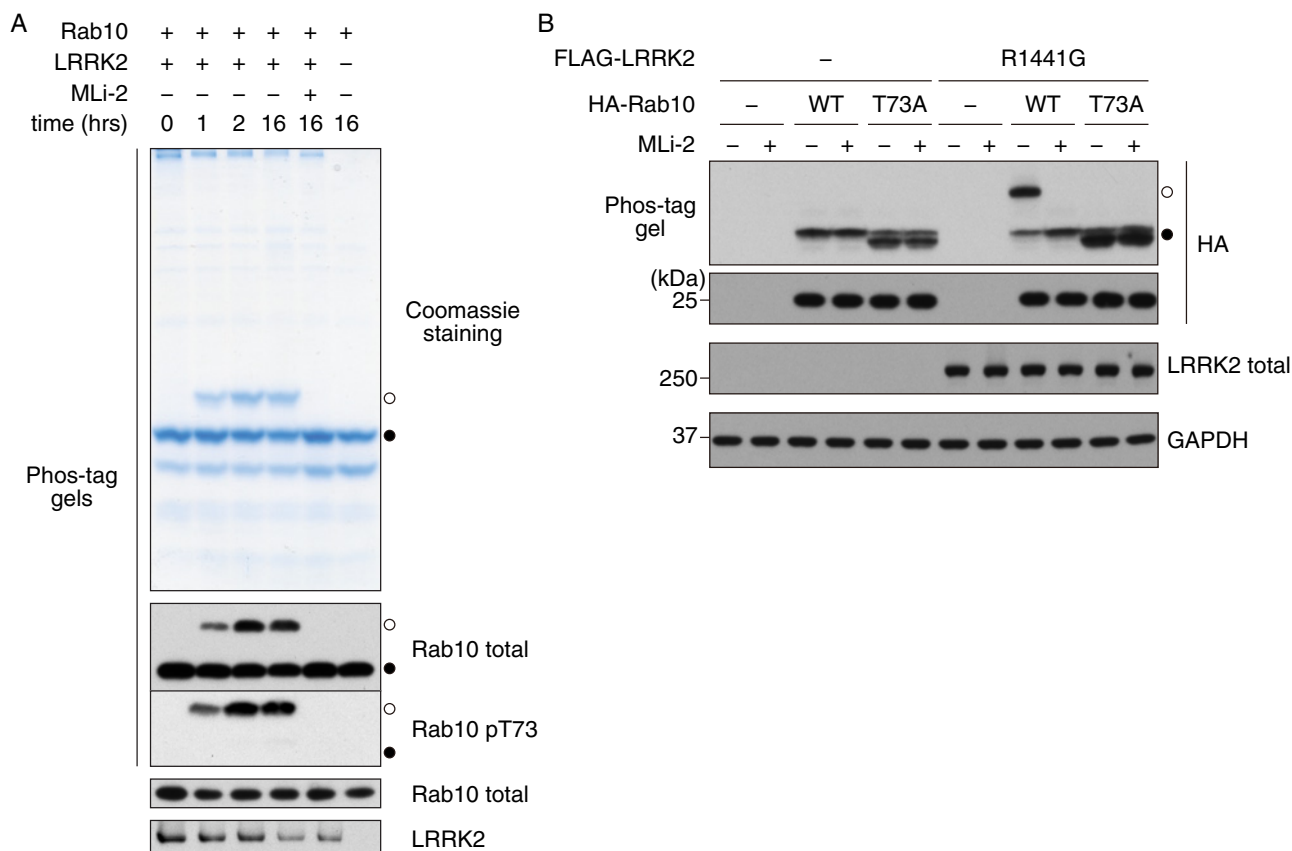 A
Rab10 + + + + + +
LRRK2 + + + + + –
MLi-2 – – – – + –
time (hrs) 0 1 2 16 16 16
Coomassie
staining
Phos-tag
gels
Rab10 total
Rab10 pT73
Rab10 total
LRRK2
B
FLAG-LRRK2 – R1441G
HA-Rab10 – WT T73A – WT T73A
MLi-2 – + – + – + – + – + – +
Phos-tag
gel
HA
(kDa)
25
250
LRRK2 total
37
GAPDH